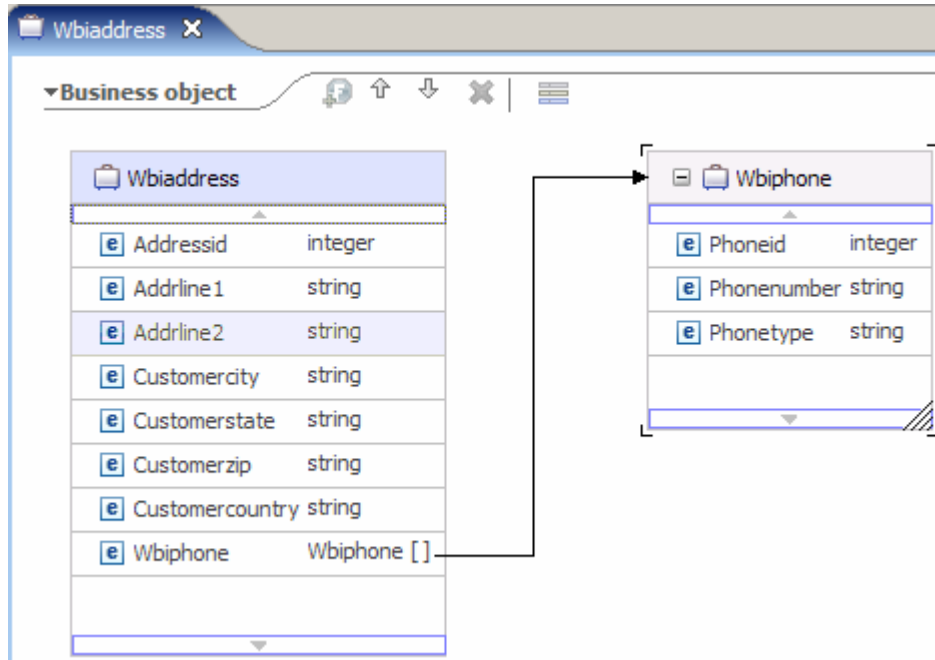 Wbiaddress
Business object
Wbiaddress
Addressid integer
Addrline1 string
Addrline2 string
Customercity string
Customerstate string
Customerzip string
Customercountry string
Wbiphone Wbiphone []
Wbiphone
Phoneid integer
Phonenumber string
Phonetype string